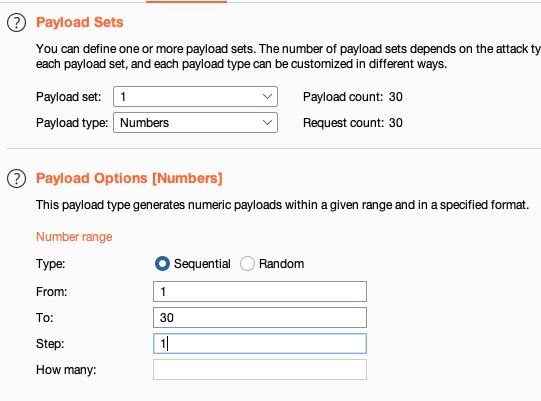 Payload Sets
You can define one or more payload sets. The number of payload sets depends on the attack ty
each payload set, and each payload type can be customized in different ways.
Payload set: 1 Payload count: 30
Payload type: Numbers Request count: 30
Payload Options [Numbers]
This payload type generates numeric payloads within a given range and in a specified format.
Number range
Type: Sequential Random
From: 1
To: 30
Step: 1
How many: